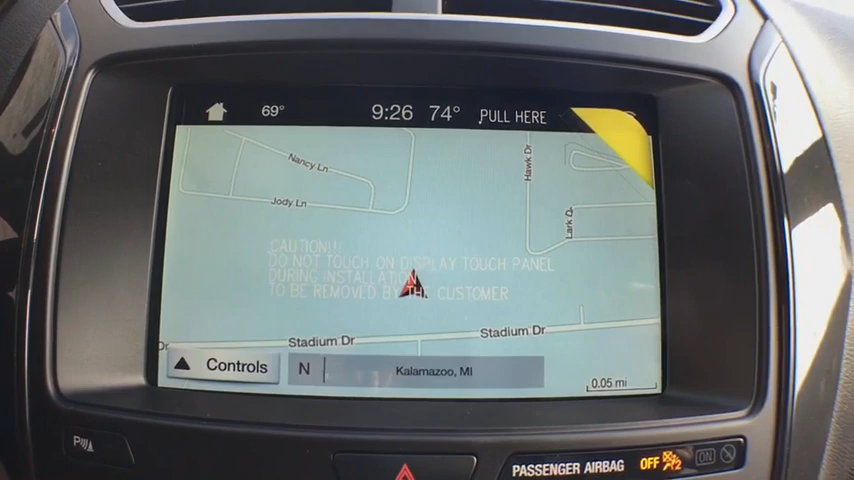 69° 9:26 74° PULL HERE
Nancy Ln
Hawk Dr
Jody Ln
Lark
CAUTION!!!
DO NOT TOUCH ON DISPLAY TOUCH PANEL
DURING INSTALLATION
TO BE REMOVED BY THE CUSTOMER
Dr Stadium Dr Stadium Dr
Controls N Kalamazoo, MI 0.05 mi
P
PASSENGER AIRBAG OFF 2 ON